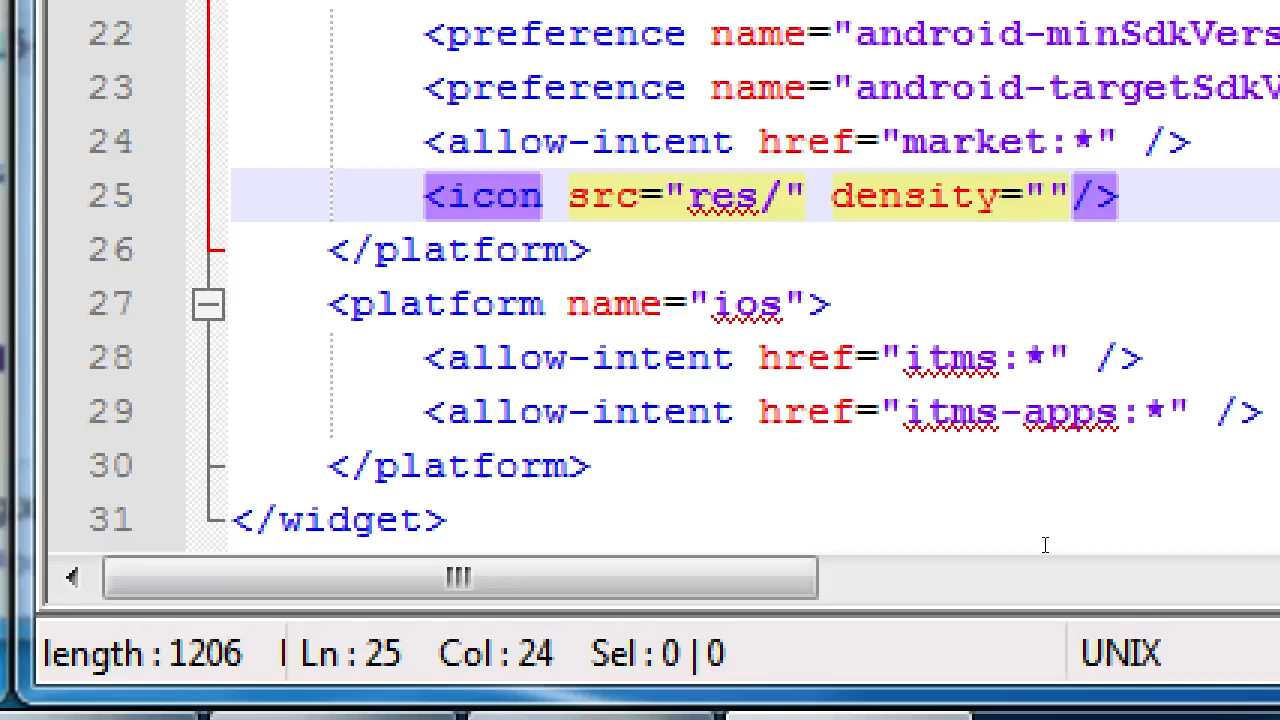 22 <preference name="android-minSdkVers
23 <preference name="android-targetSdkV
24 <allow-intent href="market:*" />
25 <icon src="res/" density=""/>
26 </platform>
27 <platform name="ios">
28 <allow-intent href="itms:*" />
29 <allow-intent href="itms-apps:*" />
30 </platform>
31 </widget>
length : 1206 Ln : 25 Col : 24 Sel : 0 | 0 UNIX